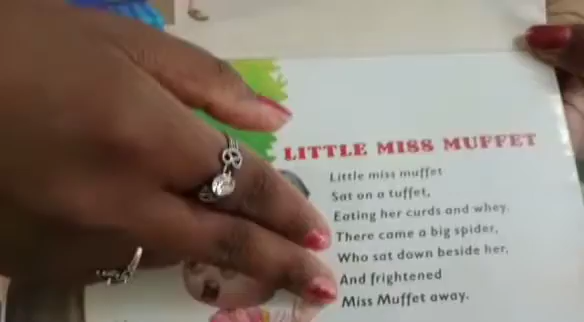 LITTLE MISS MUFFET
Little miss muffet
Sat on a tuffet,
Eating her curds and whey.
There came a big spider,
Who sat down beside her,
And frightened
Miss Muffet away.